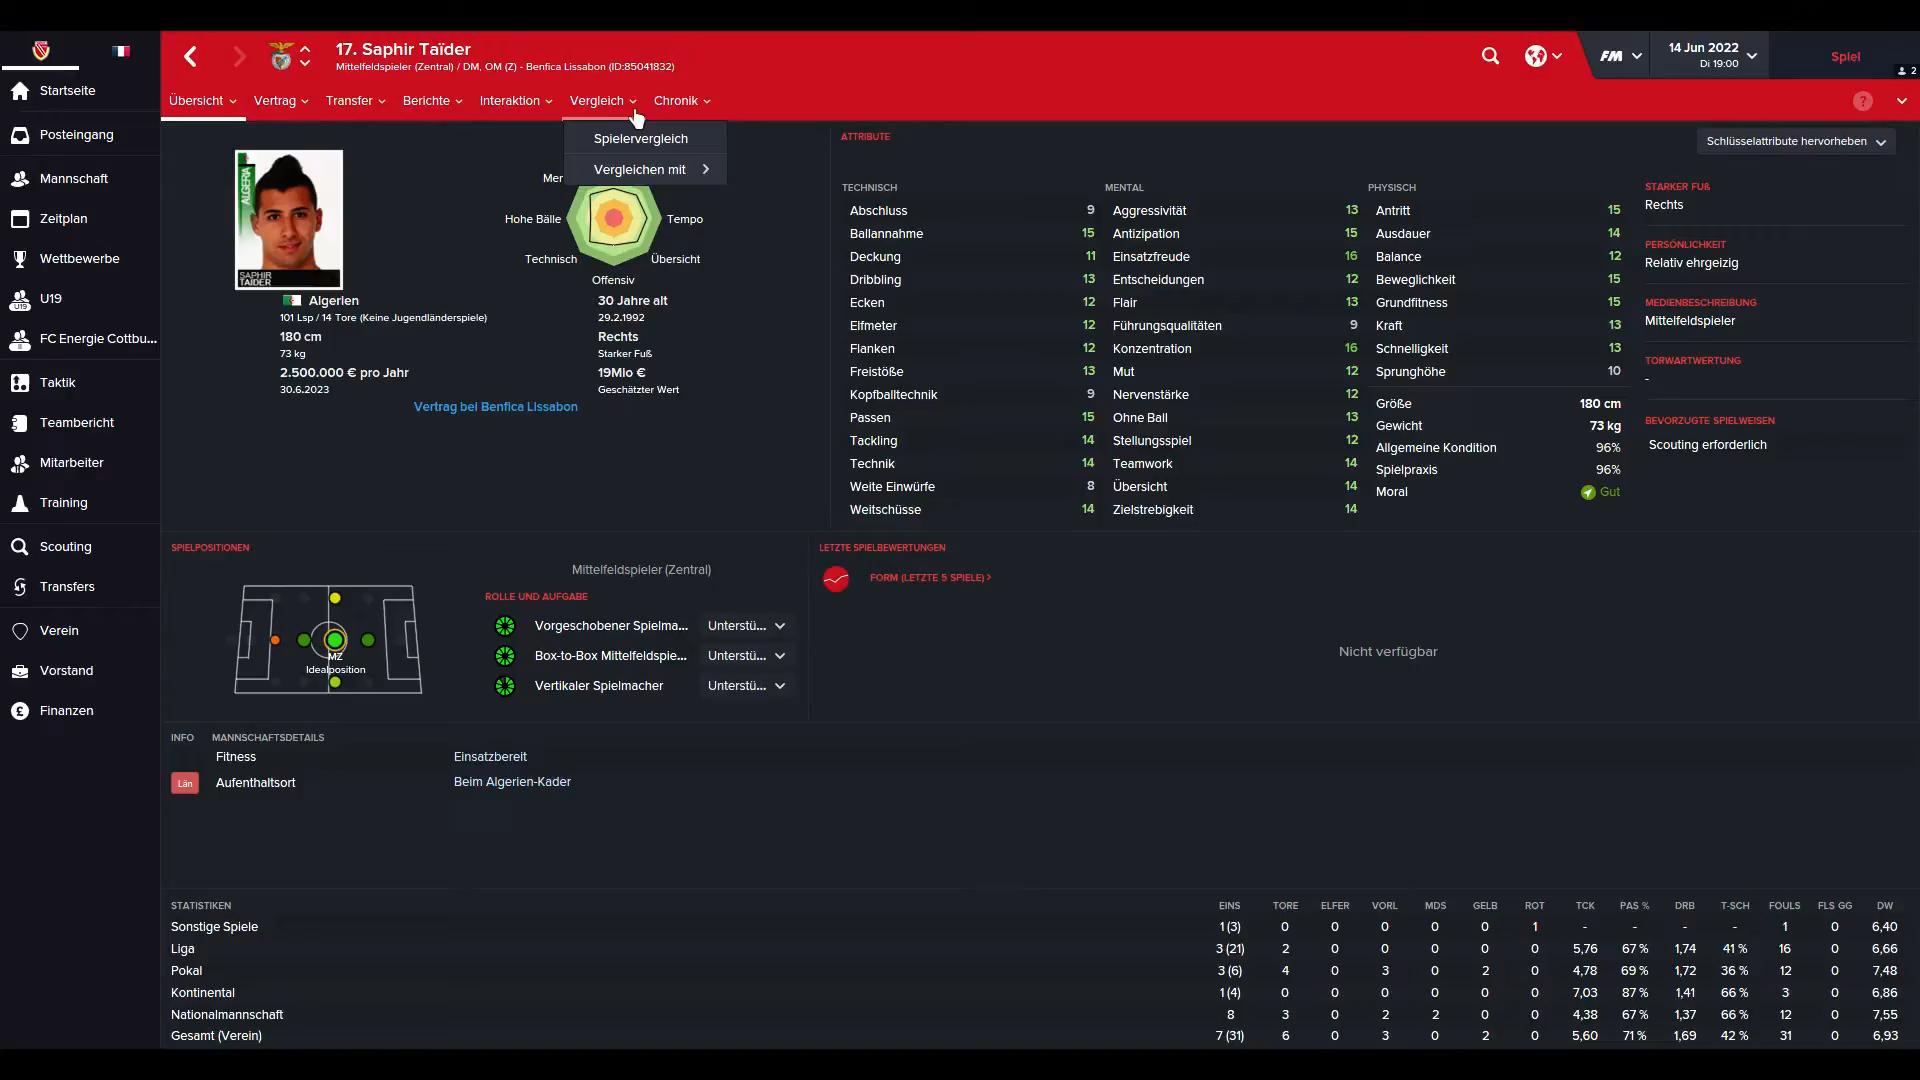 17. Saphir Taïder
Mittelfeldspieler (Zentral) / DM, OM (Z) - Benfica Lissabon (ID:85041832)
FM
14 Jun 2022
Di 19:00
Spiel
2
Übersicht
Vertrag
Transfer
Berichte
Interaktion
Vergleich
Chronik
?
Spielervergleich
Vergleichen mit
Startseite
Posteingang
Mannschaft
Zeitplan
Wettbewerbe
U19
FC Energie Cottbu...
Taktik
Teambericht
Mitarbeiter
Training
Scouting
Transfers
Verein
Vorstand
Finanzen
ALGERIA
SAPHIR
TAIDER
Men
Hohe Bälle
Tempo
Technisch
Übersicht
Offensiv
Algerien
101 Lsp / 14 Tore (Keine Jugendländerspiele)
180 cm
73 kg
2.500.000 € pro Jahr
30.6.2023
30 Jahre alt
29.2.1992
Rechts
Starker Fuß
19Mio €
Geschätzter Wert
Vertrag bei Benfica Lissabon
ATTRIBUTE
Schlüsselattribute hervorheben
TECHNISCH
Abschluss 9
Ballannahme 15
Deckung 11
Dribbling 13
Ecken 12
Elfmeter 12
Flanken 12
Freistöße 13
Kopfballtechnik 9
Passen 15
Tackling 14
Technik 14
Weite Einwürfe 8
Weitschüsse 14
MENTAL
Aggressivität 13
Antizipation 15
Einsatzfreude 16
Entscheidungen 12
Flair 13
Führungsqualitäten 9
Konzentration 16
Mut 12
Nervenstärke 12
Ohne Ball 13
Stellungsspiel 12
Teamwork 14
Übersicht 14
Zielstrebigkeit 14
PHYSISCH
Antritt 15
Ausdauer 14
Balance 12
Beweglichkeit 15
Grundfitness 15
Kraft 13
Schnelligkeit 13
Sprunghöhe 10
Größe 180 cm
Gewicht 73 kg
Allgemeine Kondition 96%
Spielpraxis 96%
Moral Gut
STARKER FUß
Rechts
PERSÖNLICHKEIT
Relativ ehrgeizig
MEDIENBESCHREIBUNG
Mittelfeldspieler
TORWARTWERTUNG
-
BEVORZUGTE SPIELWEISEN
Scouting erforderlich
SPIELPOSITIONEN
MZ
Idealposition
Mittelfeldspieler (Zentral)
ROLLE UND AUFGABE
Vorgeschobener Spielma... Unterstü...
Box-to-Box Mittelfeldspie... Unterstü...
Vertikaler Spielmacher Unterstü...
LETZTE SPIELBEWERTUNGEN
FORM (LETZTE 5 SPIELE) >
Nicht verfügbar
INFO MANNSCHAFTSDETAILS
Fitness Einsatzbereit
Län Aufenthaltsort Beim Algerien-Kader
STATISTIKEN EINS TORE ELFER VORL MDS GELB ROT TCK PAS % DRB T-SCH FOULS FLS GG DW
Sonstige Spiele 1 (3) 0 0 0 0 0 1 - - - - 1 0 6,40
Liga 3 (21) 2 0 0 0 0 0 5,76 67 % 1,74 41 % 16 0 6,66
Pokal 3 (6) 4 0 3 0 2 0 4,78 69 % 1,72 36 % 12 0 7,48
Kontinental 1 (4) 0 0 0 0 0 0 7,03 87 % 1,41 66 % 3 0 6,86
Nationalmannschaft 8 3 0 2 2 0 0 4,38 67 % 1,37 66 % 12 0 7,55
Gesamt (Verein) 7 (31) 6 0 3 0 2 0 5,60 71 % 1,69 42 % 31 0 6,93